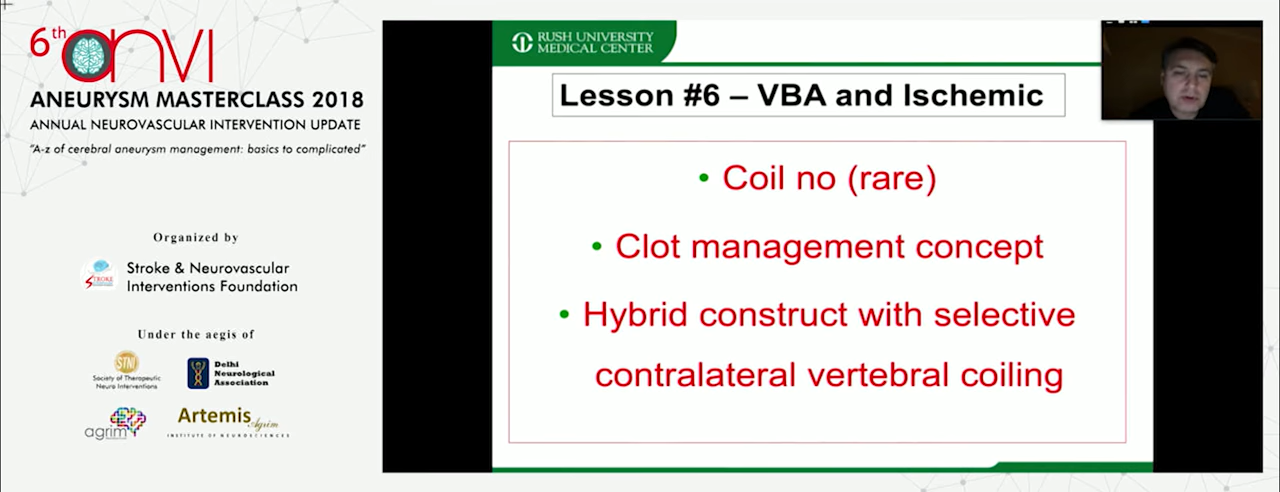 6th anvi
ANEURYSM MASTERCLASS 2018
ANNUAL NEUROVASCULAR INTERVENTION UPDATE
"A-z of cerebral aneurysm management: basics to complicated"
Organized by
STROKE
Stroke & Neurovascular
Interventions Foundation
Under the aegis of
STNI
Society of Therapeutic
Neuro Interventions
Delhi
Neurological
Association
agrim
Artemis Agrim
INSTITUTE OF NEUROSCIENCES
RUSH UNIVERSITY
MEDICAL CENTER
Lesson #6 – VBA and Ischemic
• Coil no (rare)
• Clot management concept
• Hybrid construct with selective
contralateral vertebral coiling